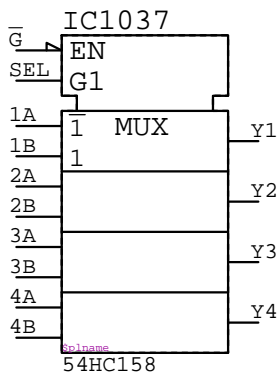 IC1037
G̅
EN
SEL
G1
MUX
1A
1̅
Y1
1B
1
2A
Y2
2B
3A
Y3
3B
4A
Y4
4B
$plname
54HC158